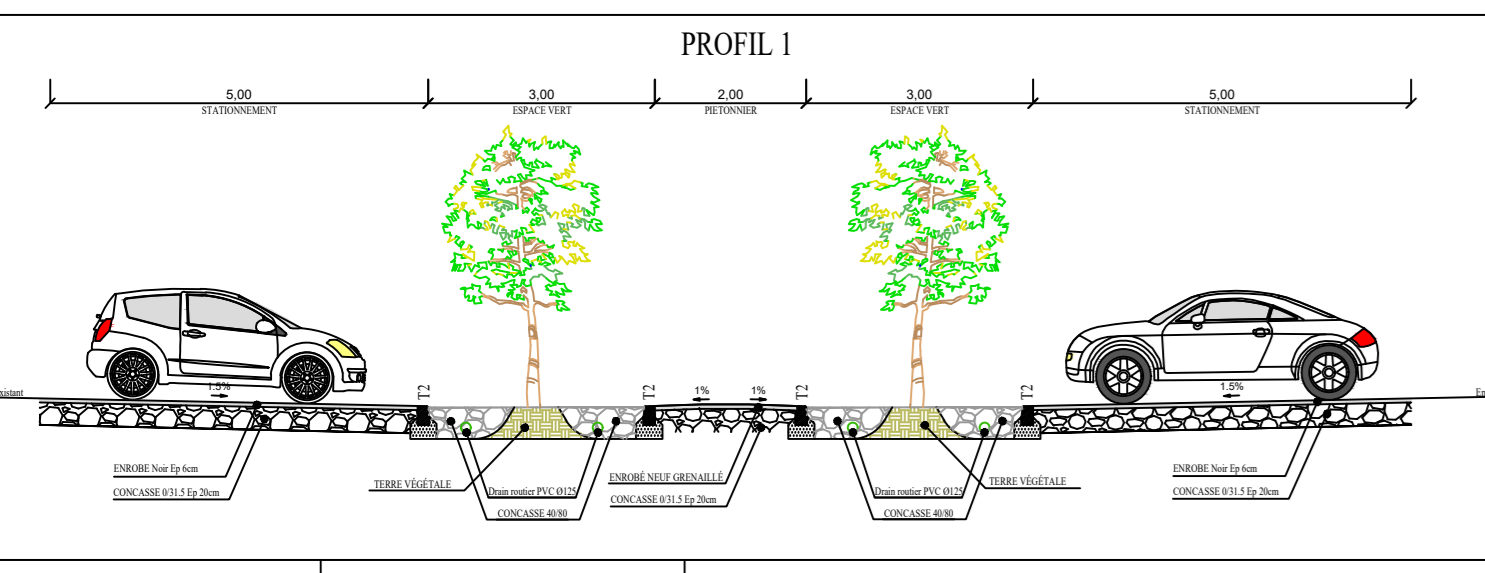 PROFIL 1
5,00 3,00 2,00 3,00 5,00
STATIONNEMENT ESPACE VERT PIETONNIER ESPACE VERT STATIONNEMENT
T2 T2 T2 T2
1.5% 1% 1% 1.5%
ENROBE Noir Ep 6cm
CONCASSE 0/31.5 Ep 20cm
TERRE VÉGÉTALE
Drain routier PVC Ø125
CONCASSE 40/80
ENROBÉ NEUF GRENAILLÉ
CONCASSE 0/31.5 Ep 20cm
Drain routier PVC Ø125
CONCASSE 40/80
TERRE VÉGÉTALE
ENROBE Noir Ep 6cm
CONCASSE 0/31.5 Ep 20cm